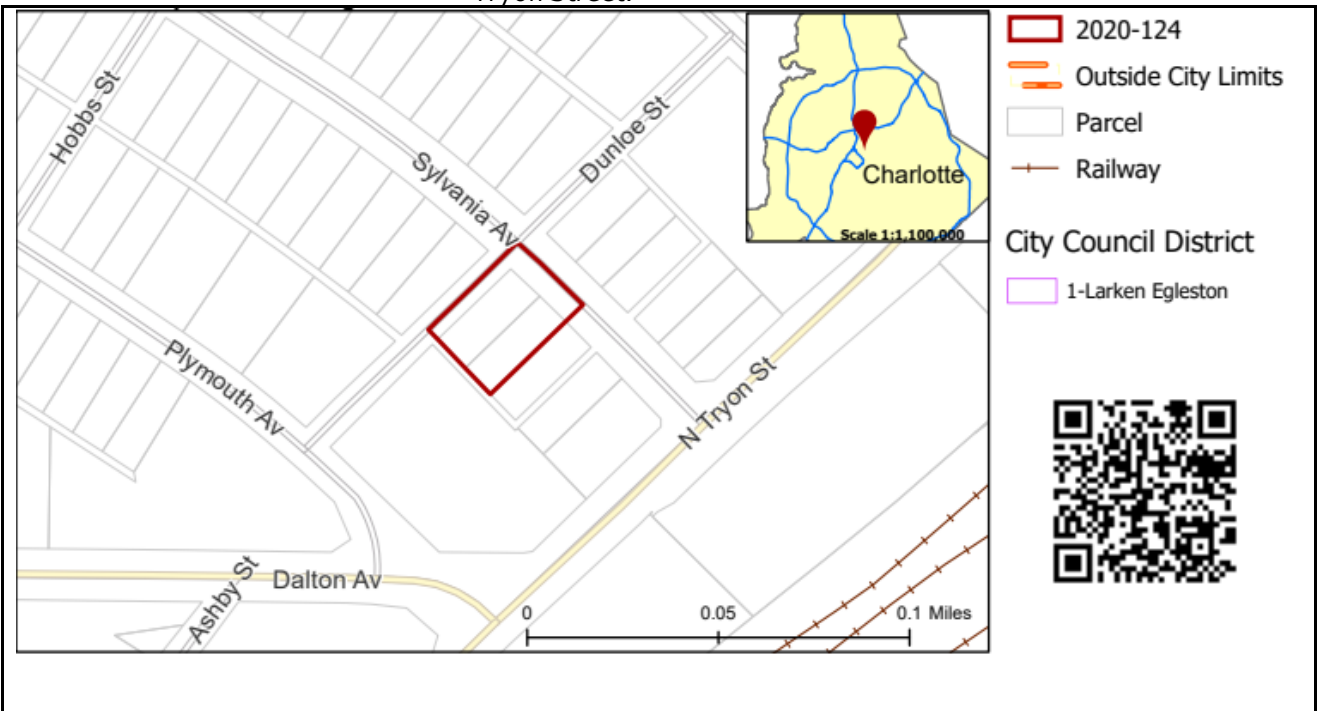 Tryon Street.
Hobbs St
Sylvania Av
Dunloe St
Plymouth Av
N Tryon St
Ashby St
Dalton Av
0 0.05 0.1 Miles
Charlotte
Scale 1:1,100,000
2020-124
Outside City Limits
Parcel
Railway
City Council District
1-Larken Egleston